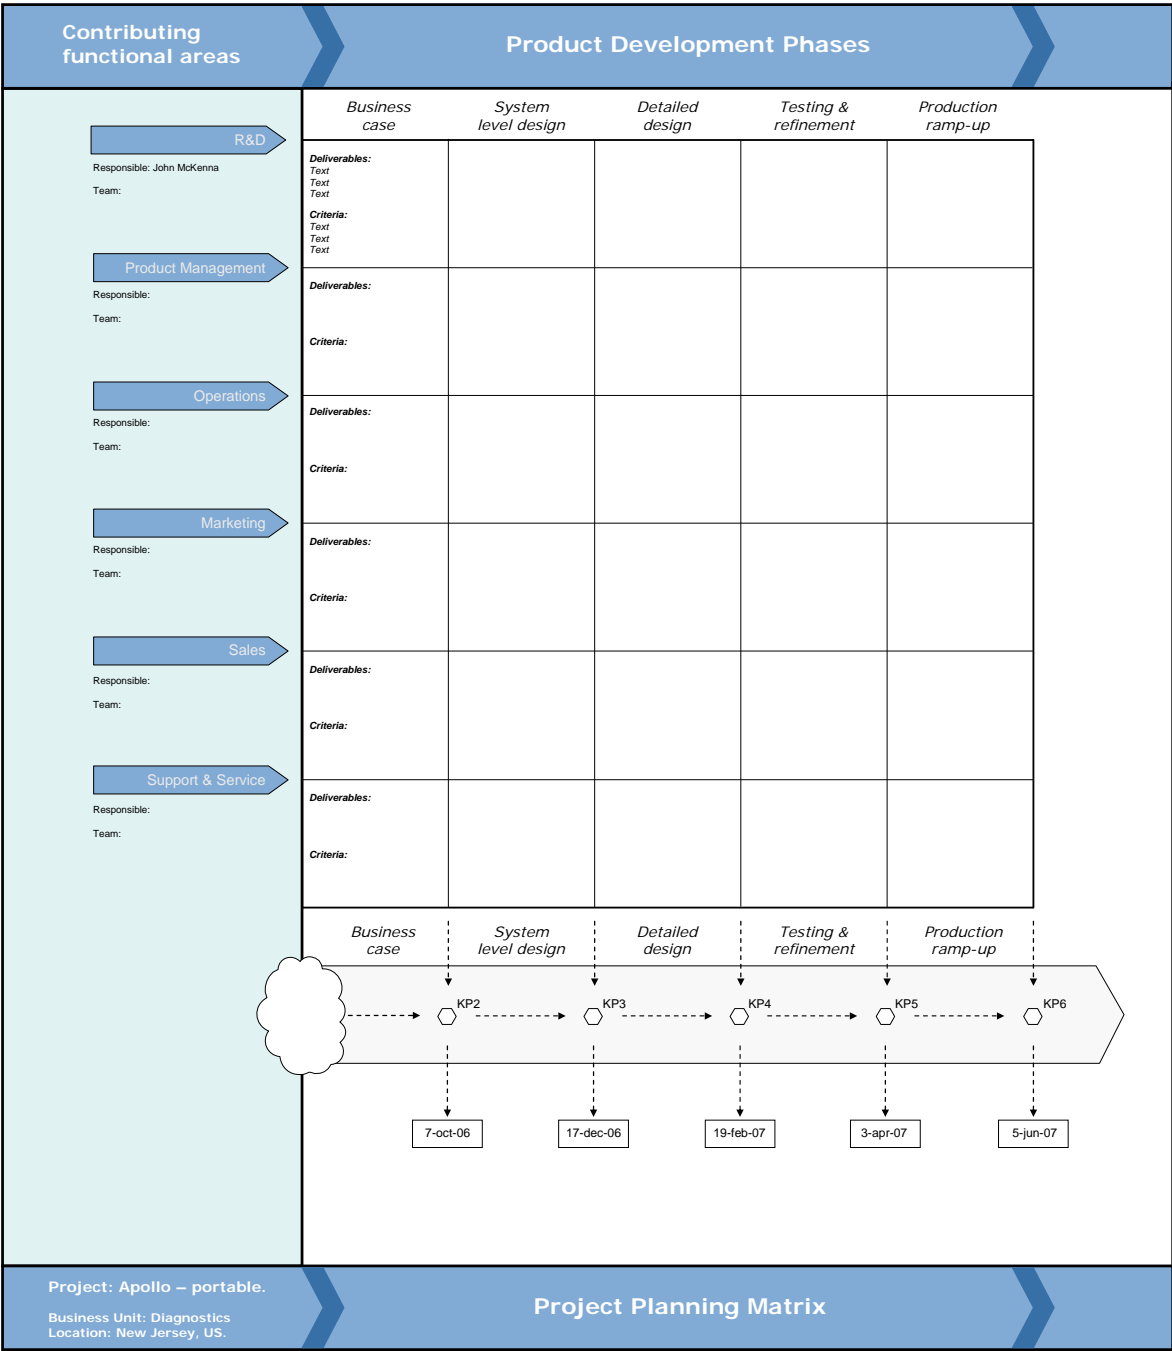 Contributing
functional areas
Product Development Phases
Business
case
System
level design
Detailed
design
Testing &
refinement
Production
ramp-up
R&D
Responsible: John McKenna
Team:
Deliverables:
Text
Text
Text
Criteria:
Text
Text
Text
Product Management
Responsible:
Team:
Deliverables:
Criteria:
Operations
Responsible:
Team:
Deliverables:
Criteria:
Marketing
Responsible:
Team:
Deliverables:
Criteria:
Sales
Responsible:
Team:
Deliverables:
Criteria:
Support & Service
Responsible:
Team:
Deliverables:
Criteria:
Business
case
System
level design
Detailed
design
Testing &
refinement
Production
ramp-up
KP2
KP3
KP4
KP5
KP6
7-oct-06
17-dec-06
19-feb-07
3-apr-07
5-jun-07
Project: Apollo – portable.
Business Unit: Diagnostics
Location: New Jersey, US.
Project Planning Matrix